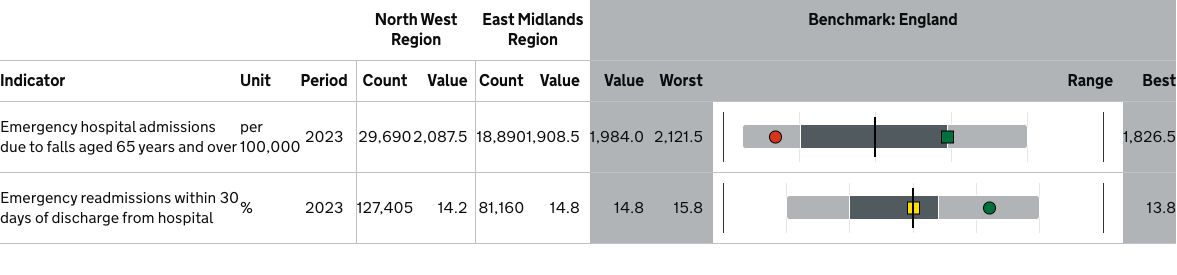 North West Region
East Midlands Region
Benchmark: England
Indicator Unit Period Count Value Count Value Value Worst Range Best
Emergency hospital admissions due to falls aged 65 years and over per 100,000 2023 29,690 2,087.5 18,890 1,908.5 1,984.0 2,121.5 1,826.5
Emergency readmissions within 30 days of discharge from hospital % 2023 127,405 14.2 81,160 14.8 14.8 15.8 13.8